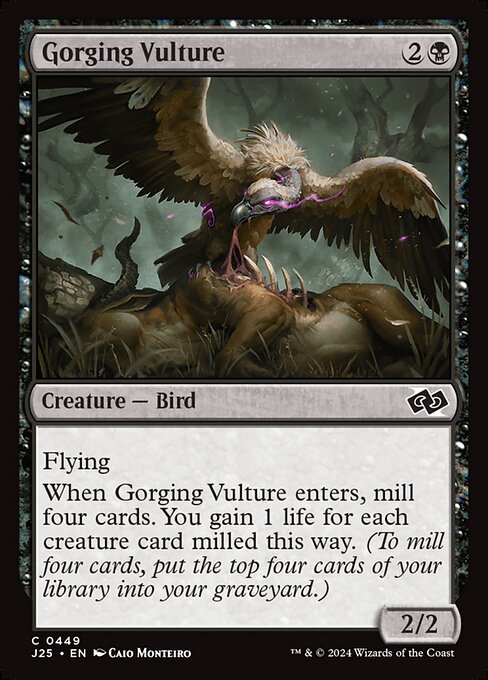 Gorging Vulture 2
Creature — Bird
Flying
When Gorging Vulture enters, mill
four cards. You gain 1 life for each
creature card milled this way. (To mill
four cards, put the top four cards of your
library into your graveyard.)
2/2
C 0449
J25 • EN Caio Monteiro
™ & © 2024 Wizards of the Coast